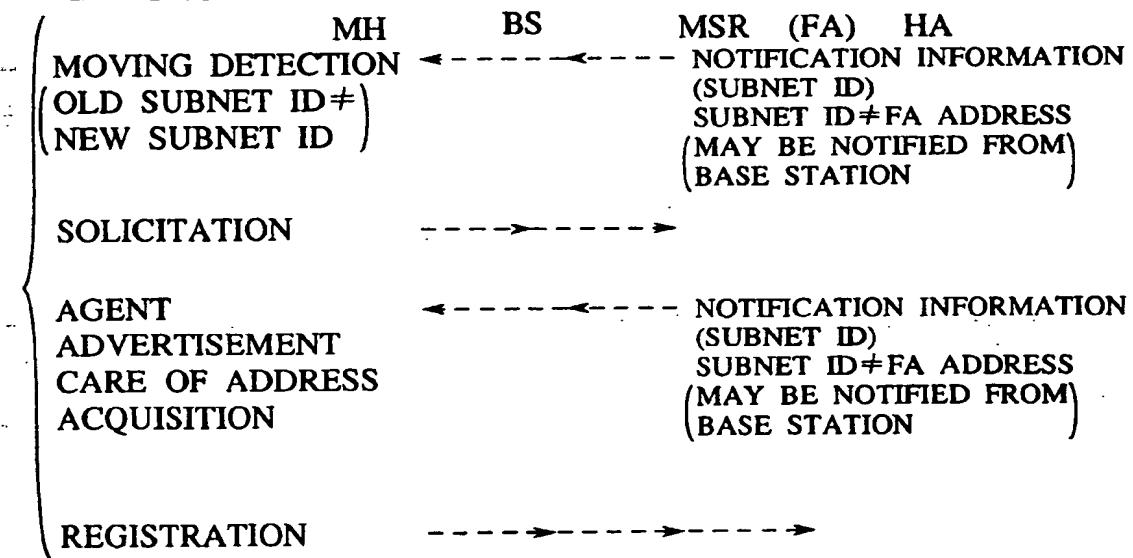 MH BS MSR (FA) HA
MOVING DETECTION
(OLD SUBNET ID≠
NEW SUBNET ID)
NOTIFICATION INFORMATION
(SUBNET ID)
SUBNET ID≠FA ADDRESS
(MAY BE NOTIFIED FROM
BASE STATION)
SOLICITATION
AGENT
ADVERTISEMENT
CARE OF ADDRESS
ACQUISITION
NOTIFICATION INFORMATION
(SUBNET ID)
SUBNET ID≠FA ADDRESS
(MAY BE NOTIFIED FROM
BASE STATION)
REGISTRATION